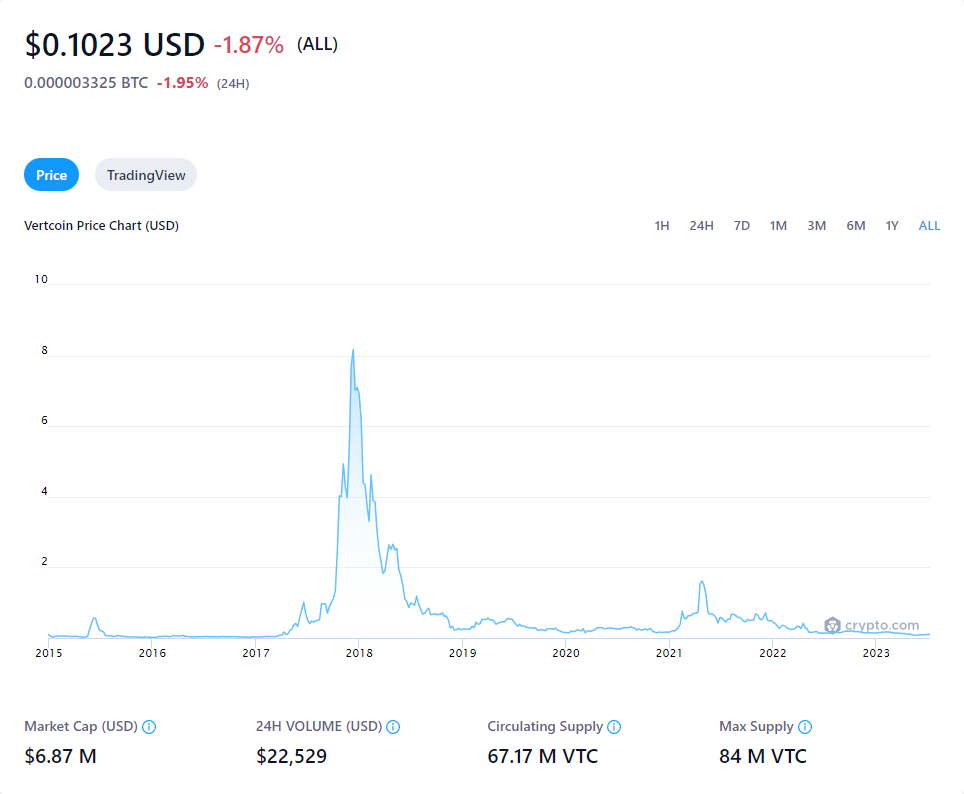 $0.1023 USD -1.87% (ALL)
0.000003325 BTC -1.95% (24H)
Price TradingView
Vertcoin Price Chart (USD) 1H 24H 7D 1M 3M 6M 1Y ALL
10
8
6
4
2
crypto.com
2015 2016 2017 2018 2019 2020 2021 2022 2023
Market Cap (USD) 24H VOLUME (USD) Circulating Supply Max Supply
$6.87 M $22,529 67.17 M VTC 84 M VTC